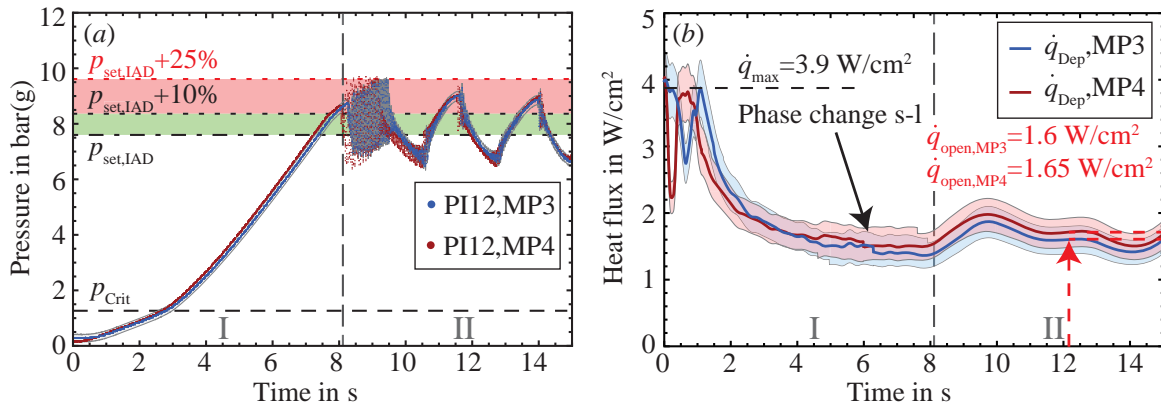 (a)
Pressure in bar(g)
12
10
8
6
4
2
0
p_set,IAD+25%
p_set,IAD+10%
p_set,IAD
PI12,MP3
PI12,MP4
p_Crit
I
II
0 2 4 6 8 10 12 14
Time in s
(b)
Heat flux in W/cm²
5
4
3
2
1
0
q̇_Dep,MP3
q̇_Dep,MP4
q̇_max=3.9 W/cm²
Phase change s-l
q̇_open,MP3=1.6 W/cm²
q̇_open,MP4=1.65 W/cm²
I
II
0 2 4 6 8 10 12 14
Time in s